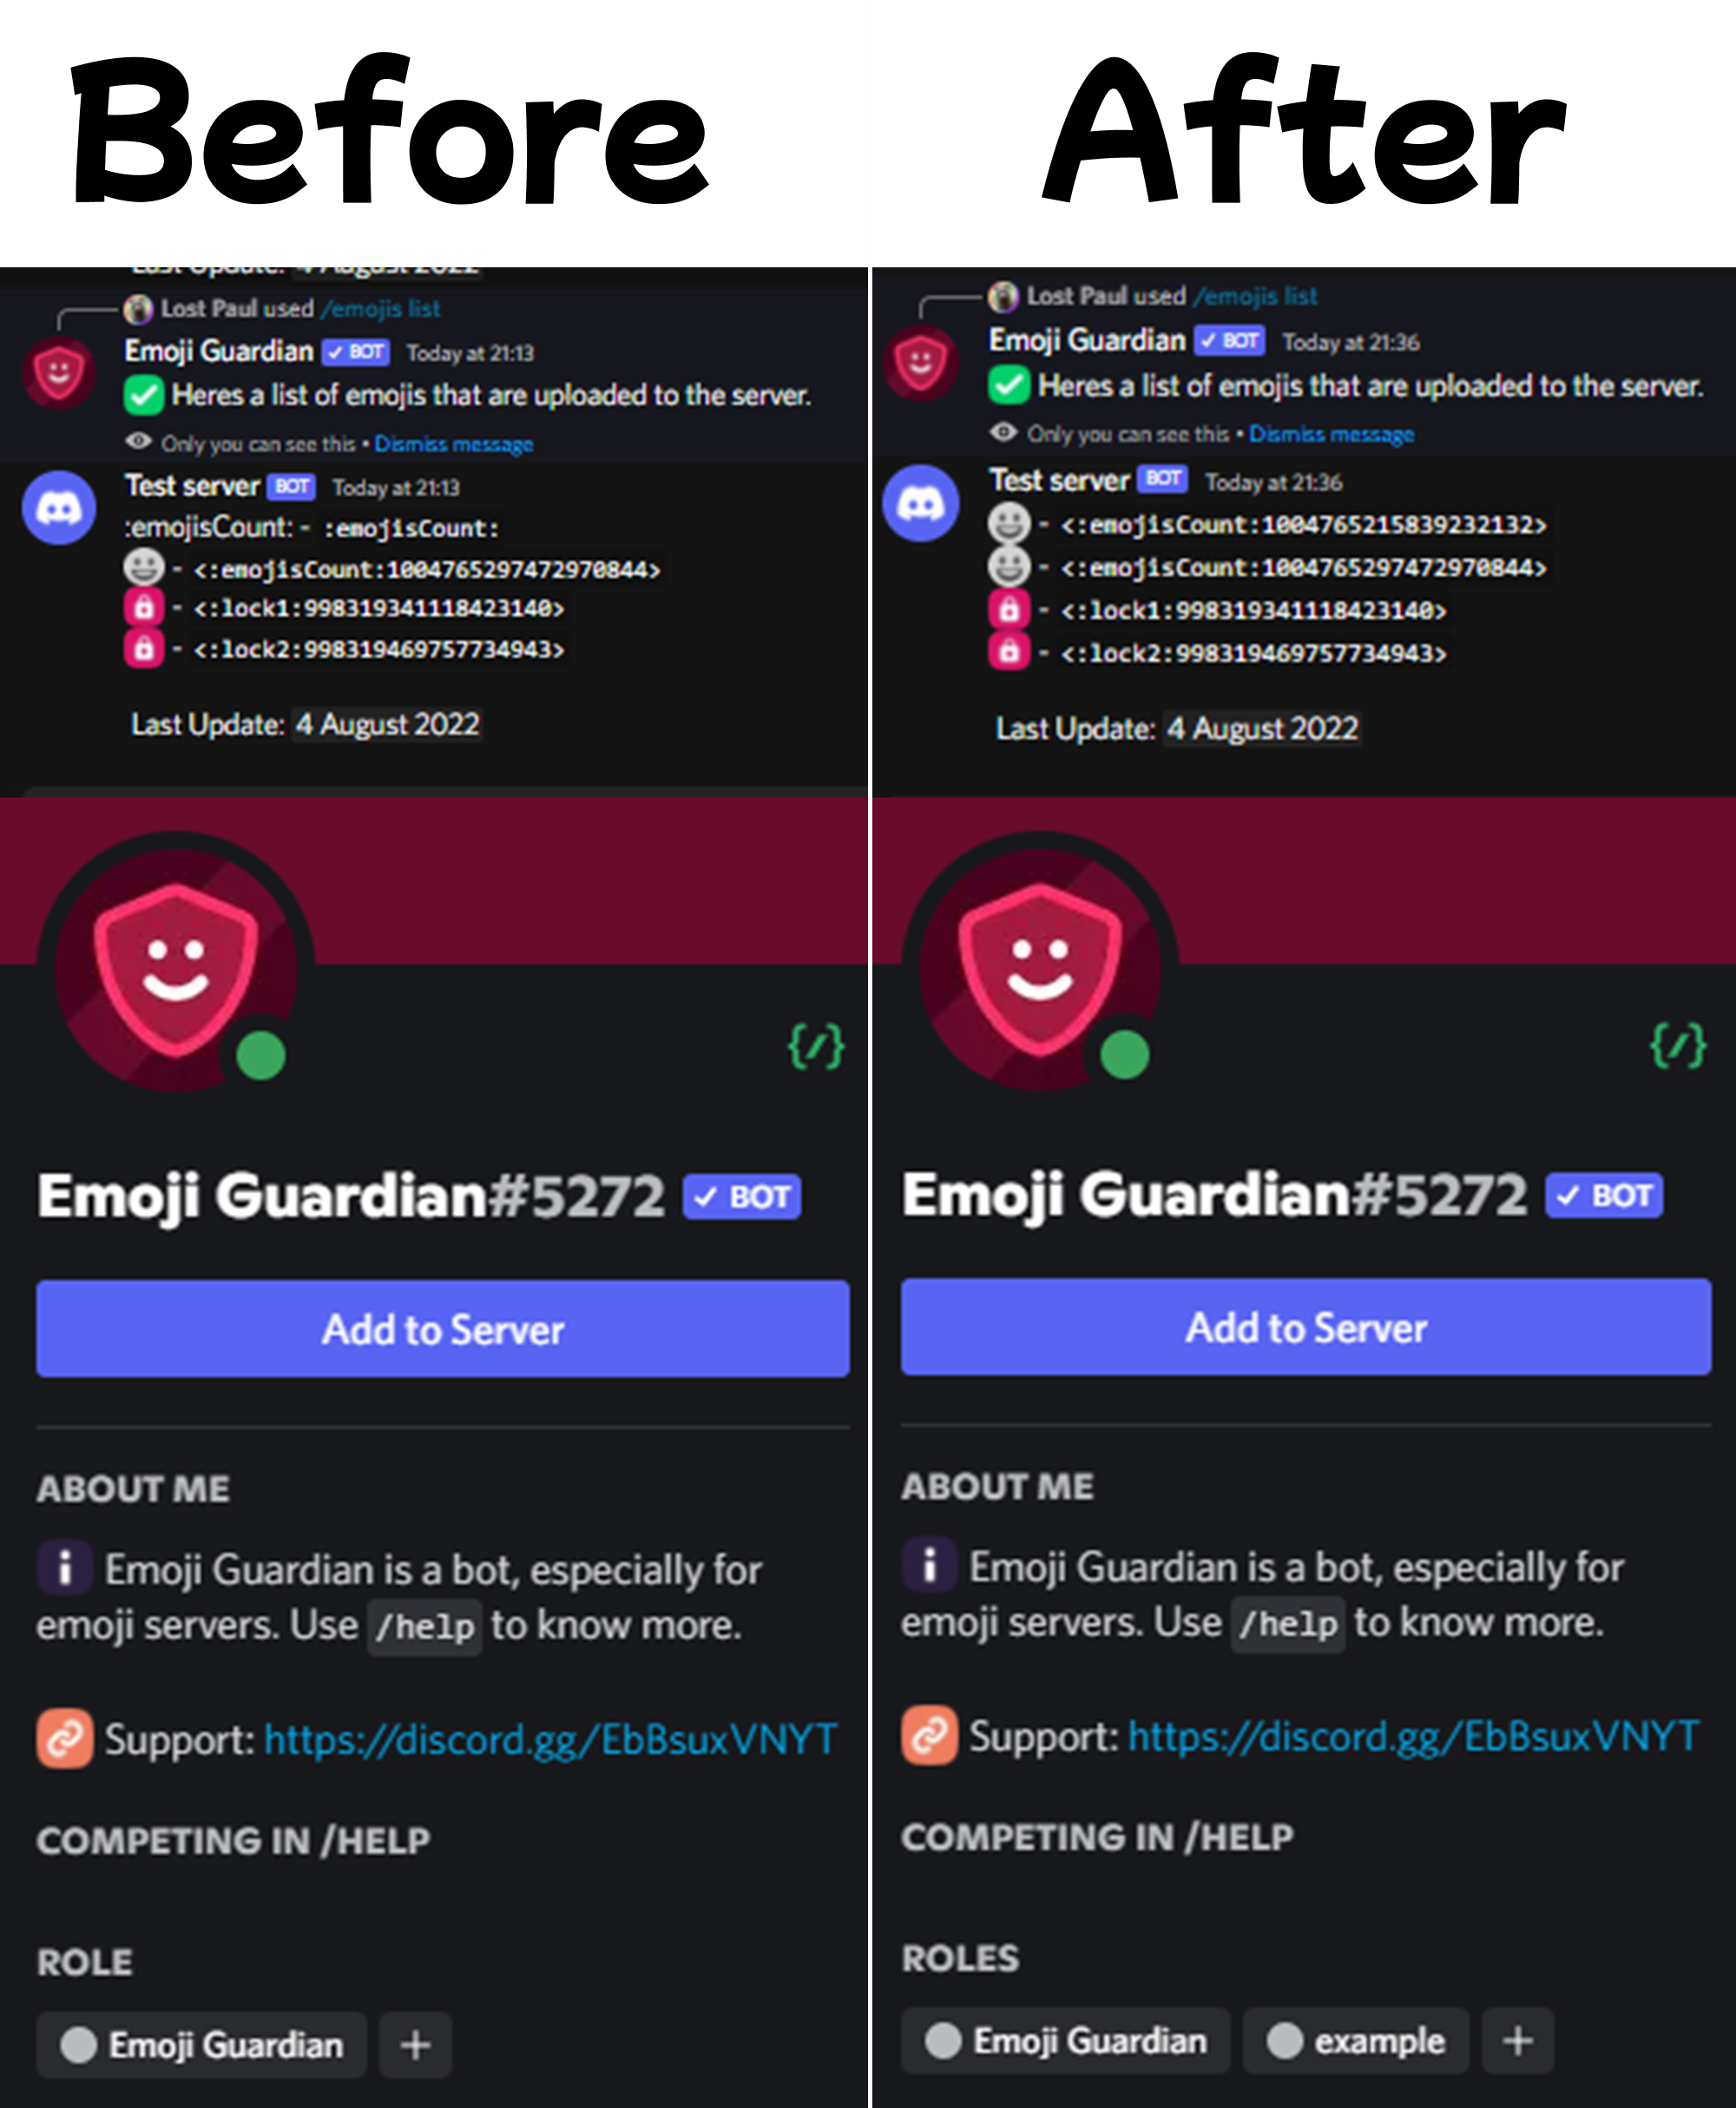 Before
Last Update: 4 August 2022
Lost Paul used /emojis list
Emoji Guardian ✓ BOT Today at 21:13
Heres a list of emojis that are uploaded to the server.
Only you can see this • Dismiss message
Test server BOT Today at 21:13
:emojisCount: - :emojisCount:
- <:emojisCount:1004765297472970844>
- <:lock1:998319341118423140>
- <:lock2:998319469757734943>
Last Update: 4 August 2022
{/}
Emoji Guardian#5272 ✓ BOT
Add to Server
ABOUT ME
i Emoji Guardian is a bot, especially for
emoji servers. Use /help to know more.
Support: https://discord.gg/EbBsuxVNYT
COMPETING IN /HELP
ROLE
Emoji Guardian +
After
Lost Paul used /emojis list
Emoji Guardian ✓ BOT Today at 21:36
Heres a list of emojis that are uploaded to the server.
Only you can see this • Dismiss message
Test server BOT Today at 21:36
- <:emojisCount:1004765215839232132>
- <:emojisCount:1004765297472970844>
- <:lock1:998319341118423140>
- <:lock2:998319469757734943>
Last Update: 4 August 2022
{/}
Emoji Guardian#5272 ✓ BOT
Add to Server
ABOUT ME
i Emoji Guardian is a bot, especially for
emoji servers. Use /help to know more.
Support: https://discord.gg/EbBsuxVNYT
COMPETING IN /HELP
ROLES
Emoji Guardian example +